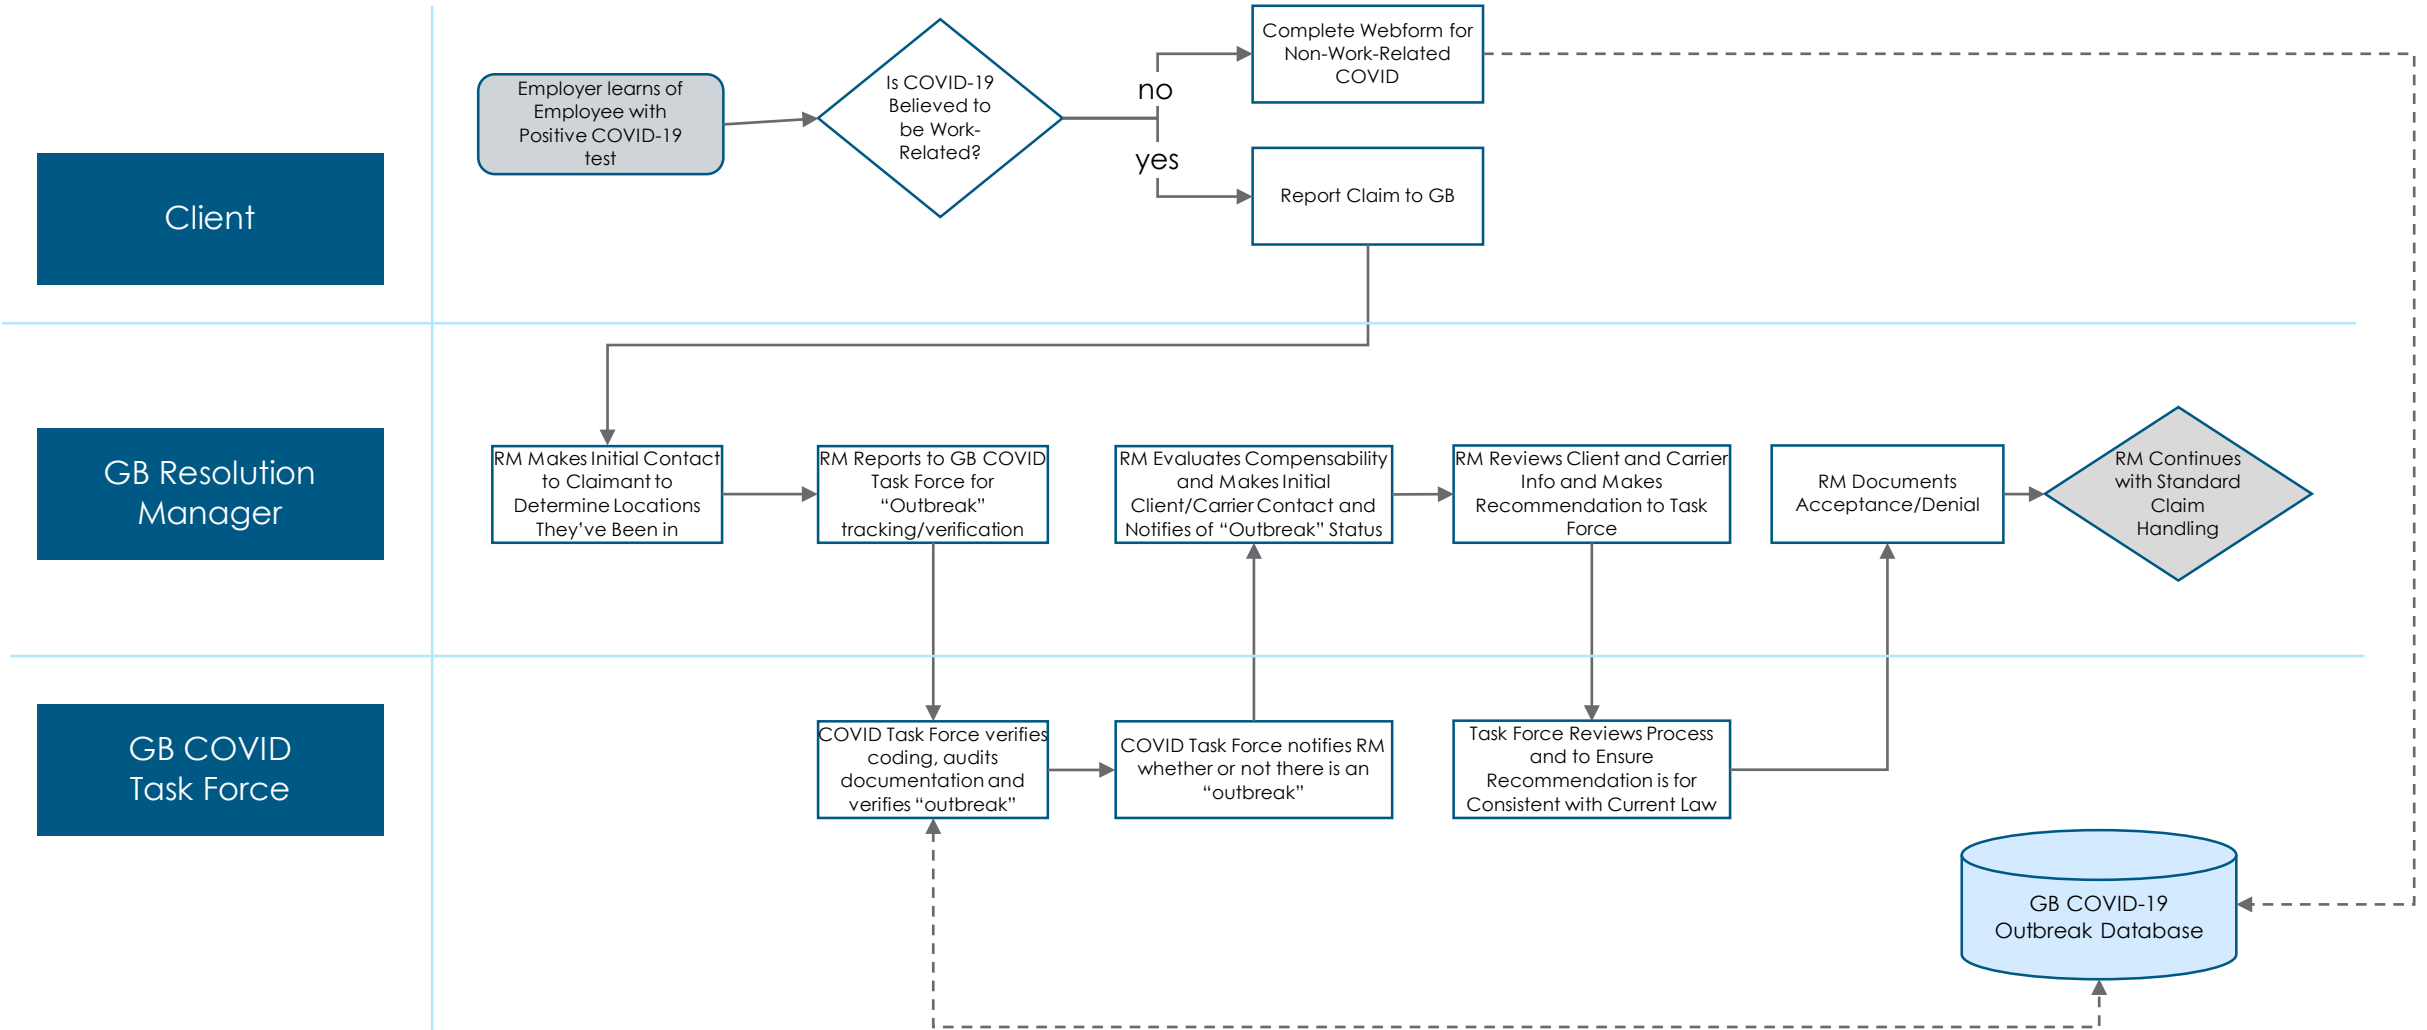 Client
Employer learns of
Employee with
Positive COVID-19
test
Is COVID-19
Believed to
be Work-
Related?
no
yes
Complete Webform for
Non-Work-Related
COVID
Report Claim to GB
GB Resolution
Manager
RM Makes Initial Contact
to Claimant to
Determine Locations
They’ve Been in
RM Reports to GB COVID
Task Force for
“Outbreak”
tracking/verification
RM Evaluates Compensability
and Makes Initial
Client/Carrier Contact and
Notifies of “Outbreak” Status
RM Reviews Client and Carrier
Info and Makes
Recommendation to Task
Force
RM Documents
Acceptance/Denial
RM Continues
with Standard
Claim
Handling
GB COVID
Task Force
COVID Task Force verifies
coding, audits
documentation and
verifies “outbreak”
COVID Task Force notifies RM
whether or not there is an
“outbreak”
Task Force Reviews Process
and to Ensure
Recommendation is for
Consistent with Current Law
GB COVID-19
Outbreak Database